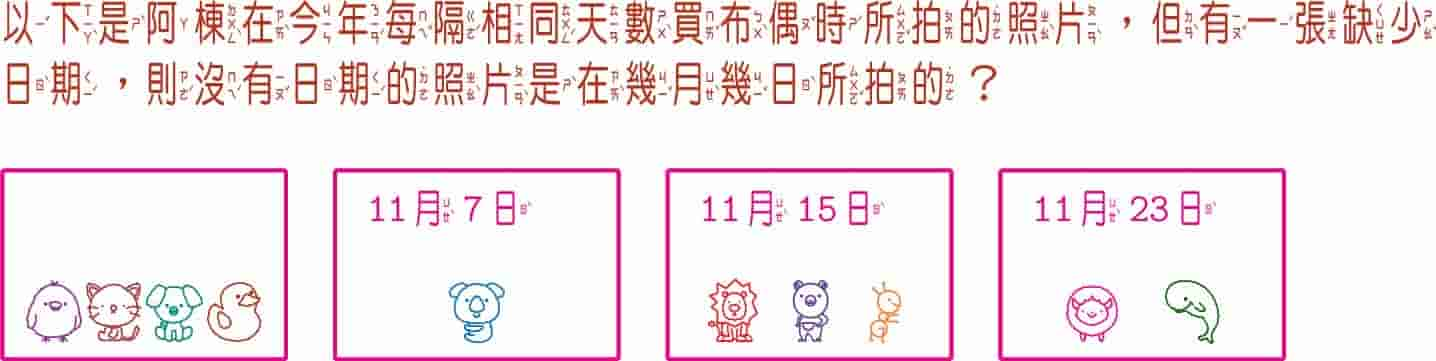 以下是阿棟在今年每隔相同天數買布偶時所拍的照片，但有一張缺少
日期，則沒有日期的照片是在幾月幾日所拍的？
11月7日
11月15日
11月23日